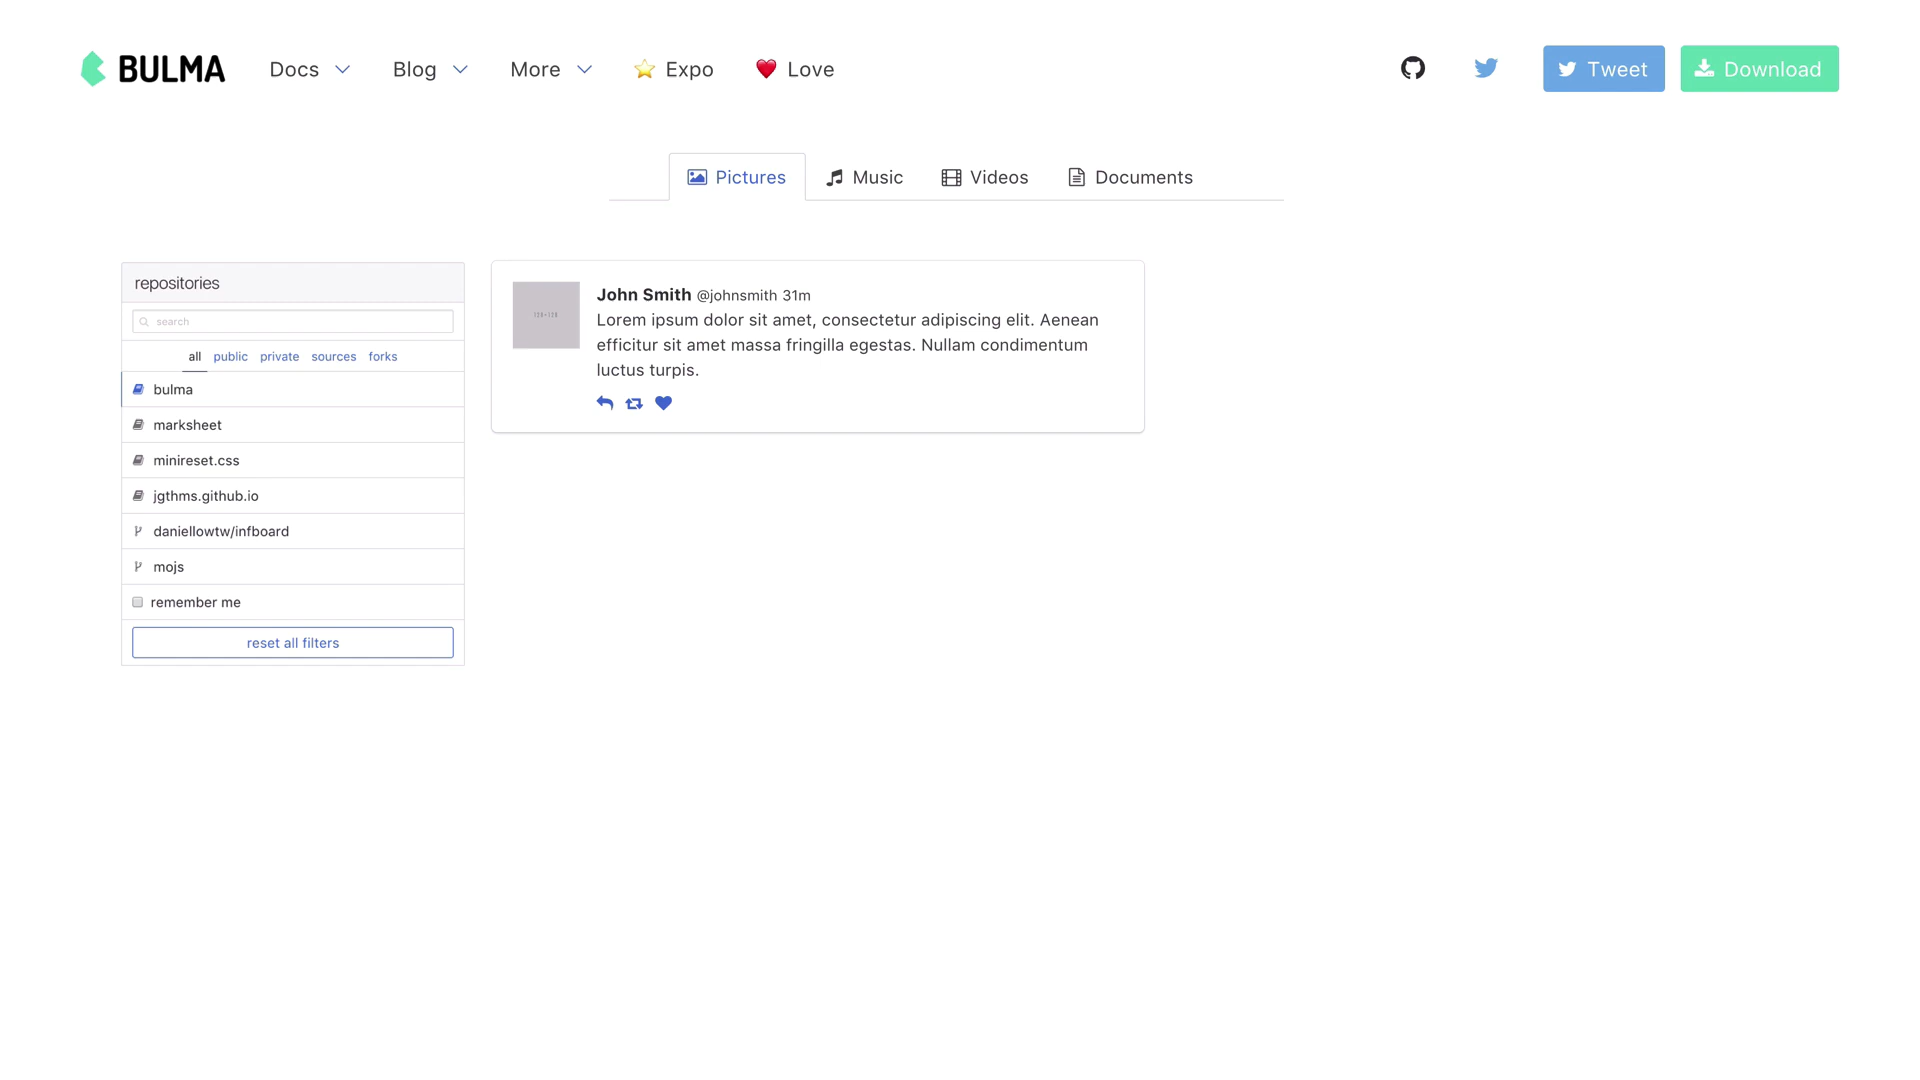 BULMA Docs Blog More Expo Love Tweet Download
Pictures Music Videos Documents
repositories
search
all public private sources forks
bulma
marksheet
minireset.css
jgthms.github.io
daniellowtw/infboard
mojs
remember me
reset all filters
John Smith @johnsmith 31m
Lorem ipsum dolor sit amet, consectetur adipiscing elit. Aenean
efficitur sit amet massa fringilla egestas. Nullam condimentum
luctus turpis.